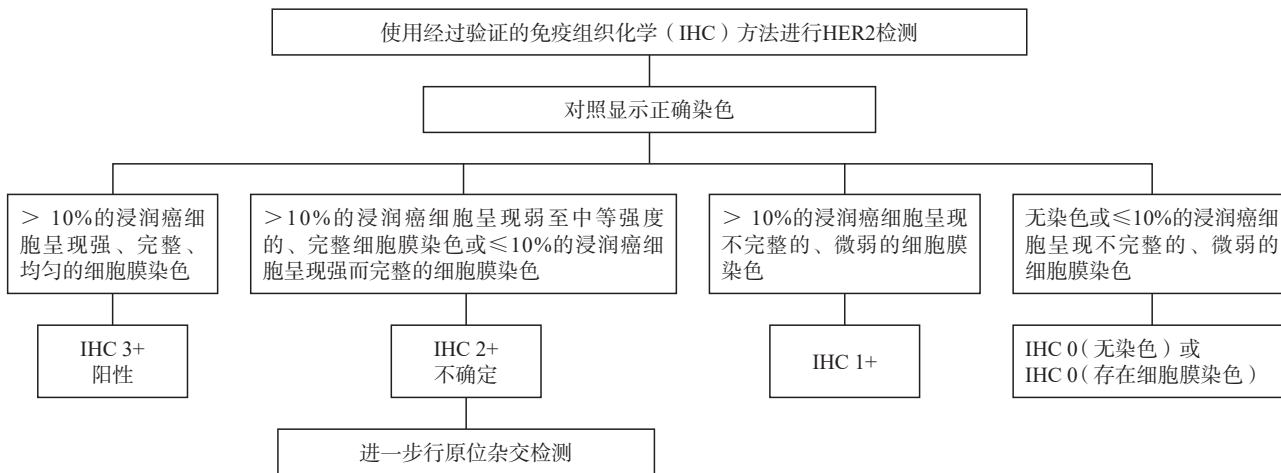 使用经过验证的免疫组织化学（IHC）方法进行HER2检测
对照显示正确染色
＞ 10%的浸润癌细
胞呈现强、完整、
均匀的细胞膜染色
＞10%的浸润癌细胞呈现弱至中等强度
的、完整细胞膜染色或≤10%的浸润癌细
胞呈现强而完整的细胞膜染色
＞ 10%的浸润癌细胞呈现
不完整的、微弱的细胞膜
染色
无染色或≤10%的浸润癌细
胞呈现不完整的、微弱的
细胞膜染色
IHC 3+
阳性
IHC 2+
不确定
IHC 1+
IHC 0（无染色）或
IHC 0（存在细胞膜染色）
进一步行原位杂交检测